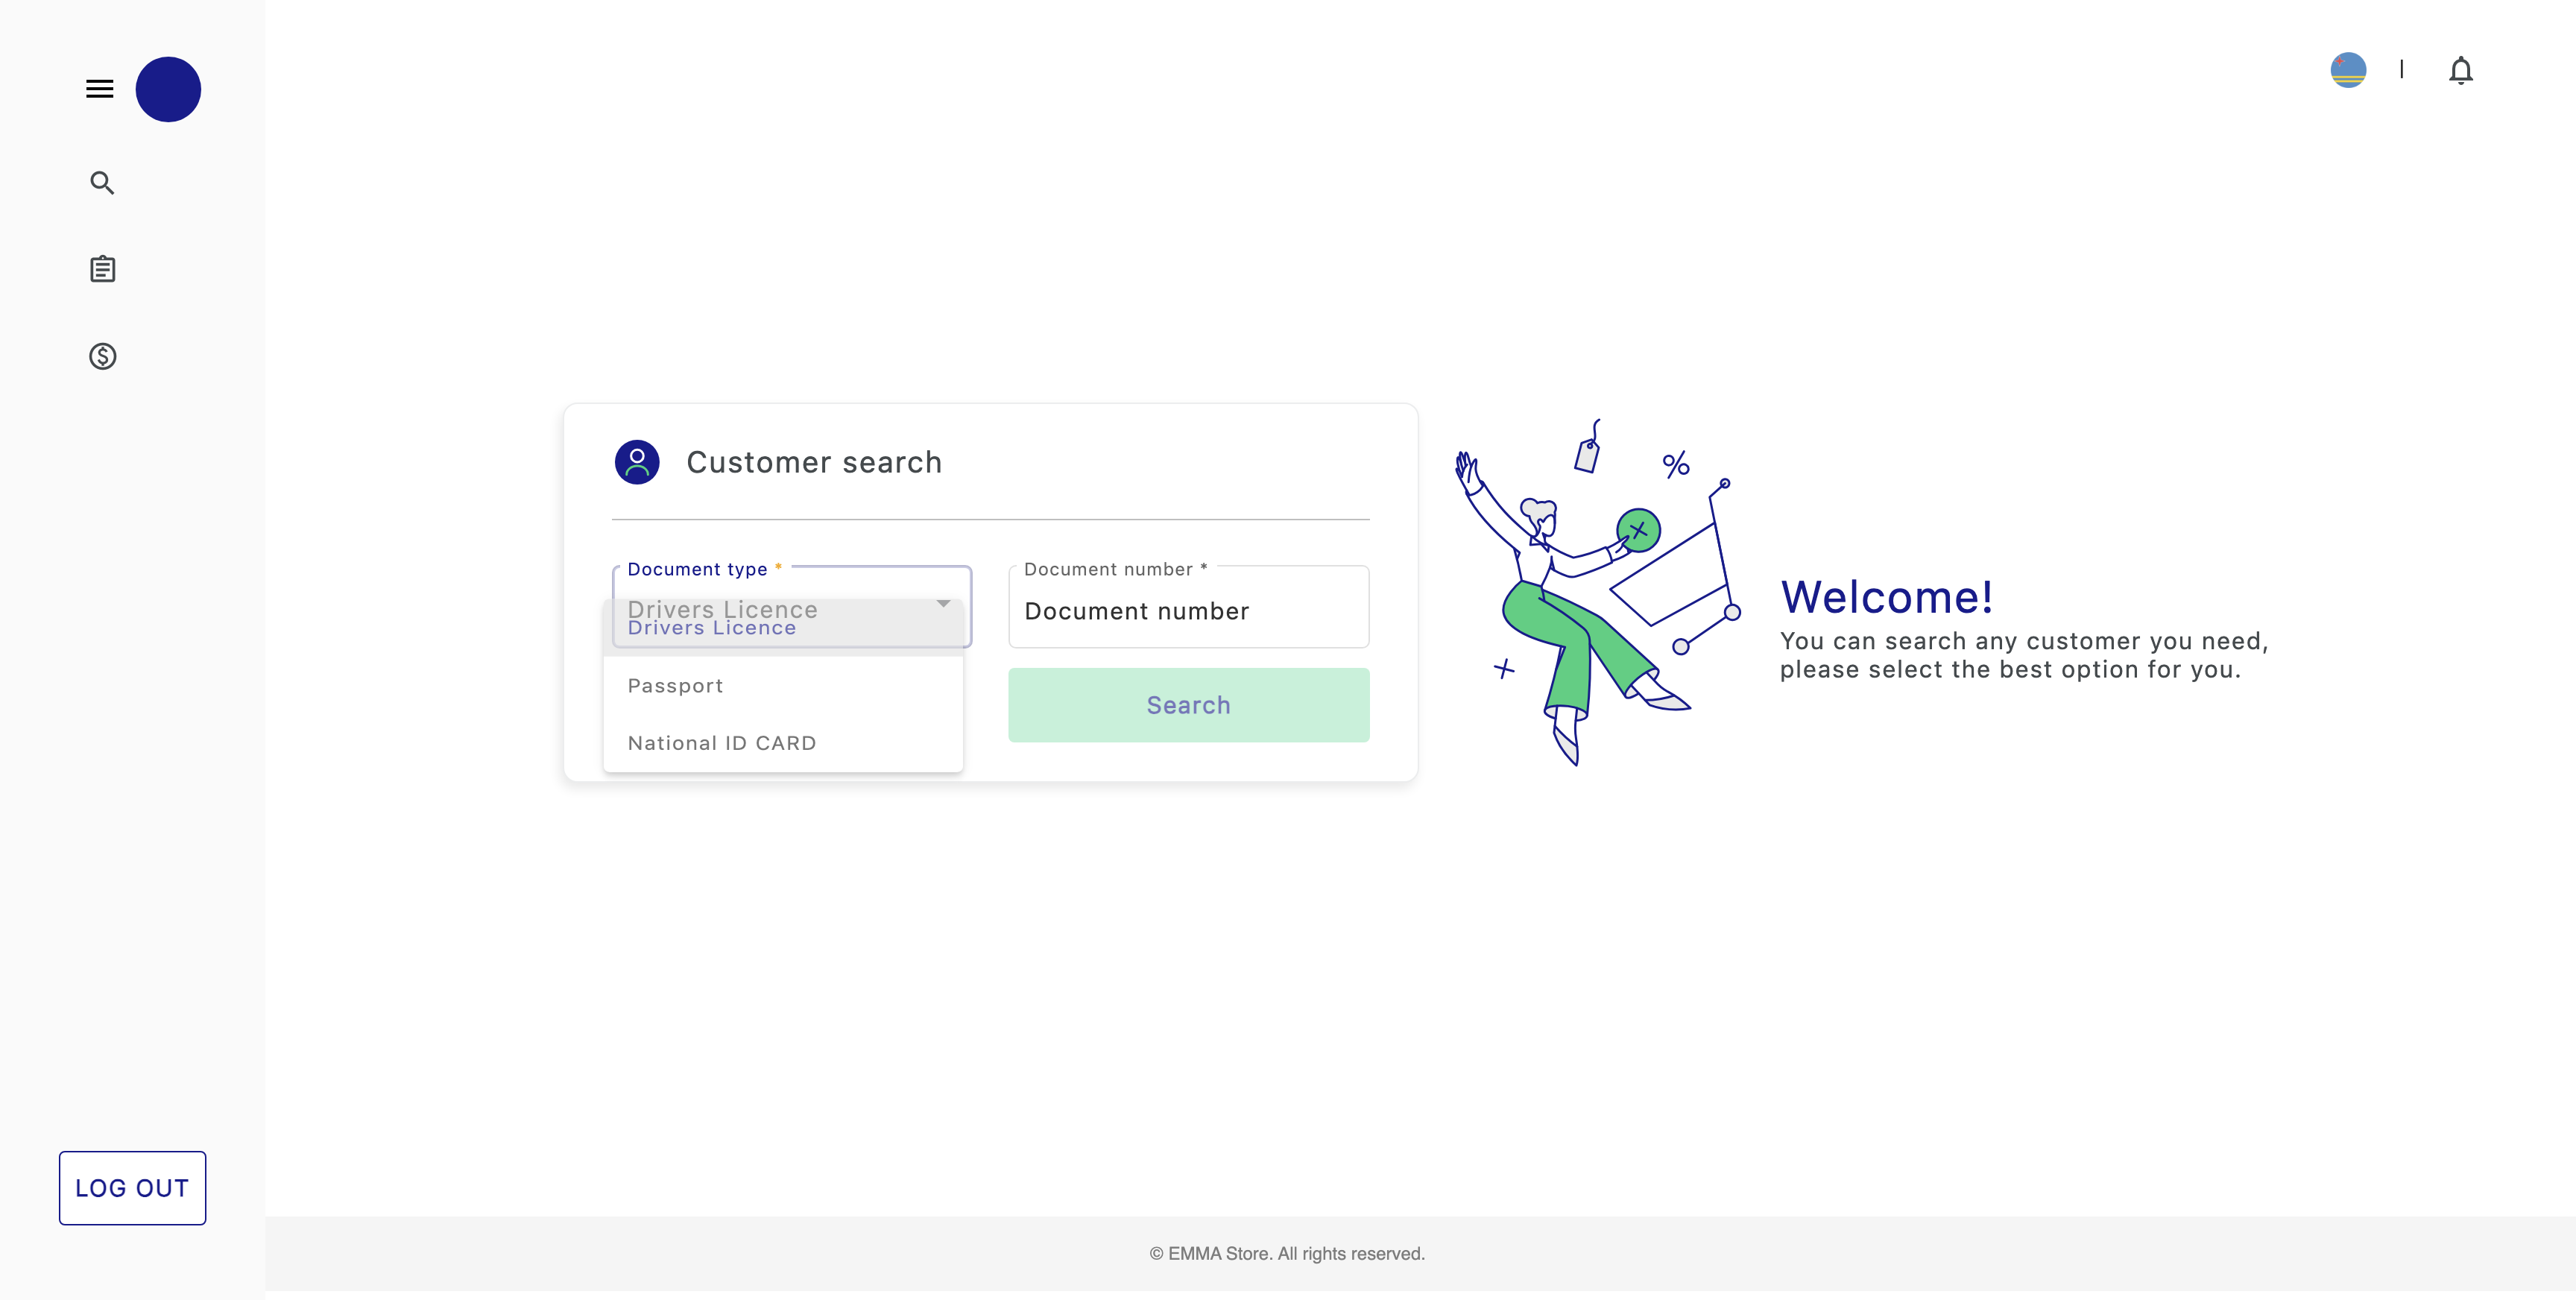 Customer search
Document type *
Drivers Licence
Drivers Licence
Passport
National ID CARD
Document number *
Document number
Search
Welcome!
You can search any customer you need,
please select the best option for you.
LOG OUT
© EMMA Store. All rights reserved.